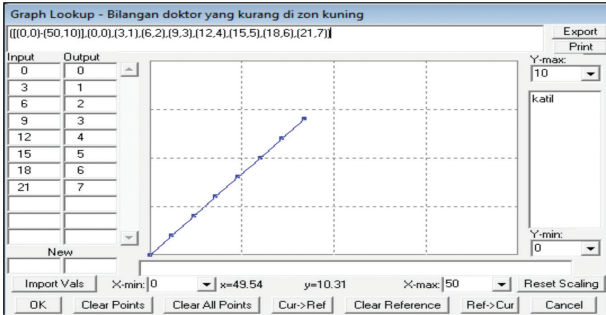 Graph Lookup - Bilangan doktor yang kurang di zon kuning
([(0,0)-(50,10)],(0,0),(3,1),(6,2),(9,3),(12,4),(15,5),(18,6),(21,7))
Export
Print
Input Output
0 0
3 1
6 2
9 3
12 4
15 5
18 6
21 7
New
Y-max:
10
katil
Y-min:
0
Import Vals X-min: 0 x=49.54 y=10.31 X-max: 50 Reset Scaling
OK Clear Points Clear All Points Cur->Ref Clear Reference Ref->Cur Cancel